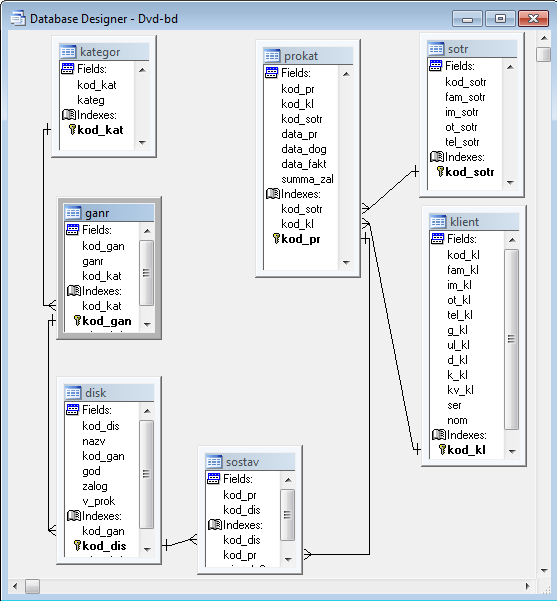 Database Designer - Dvd-bd
kategor
Fields:
kod_kat
kateg
Indexes:
kod_kat
ganr
Fields:
kod_gan
ganr
kod_kat
Indexes:
kod_kat
kod_gan
disk
Fields:
kod_dis
nazv
kod_gan
god
zalog
v_prok
Indexes:
kod_gan
kod_dis
sostav
Fields:
kod_pr
kod_dis
Indexes:
kod_dis
kod_pr
prokat
Fields:
kod_pr
kod_kl
kod_sotr
data_pr
data_dog
data_fakt
summa_zal
Indexes:
kod_sotr
kod_kl
kod_pr
sotr
Fields:
kod_sotr
fam_sotr
im_sotr
ot_sotr
tel_sotr
Indexes:
kod_sotr
klient
Fields:
kod_kl
fam_kl
im_kl
ot_kl
tel_kl
g_kl
ul_kl
d_kl
k_kl
kv_kl
ser
nom
Indexes:
kod_kl